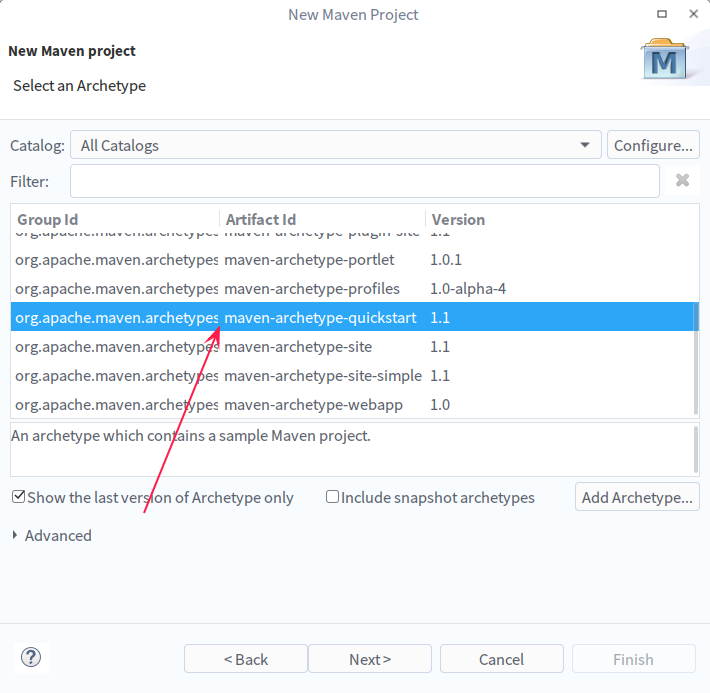 New Maven Project
New Maven project
Select an Archetype
M
Catalog: All Catalogs Configure...
Filter:
Group Id Artifact Id Version
org.apache.maven.archetypes maven-archetype-plugin-site 1.1
org.apache.maven.archetypes maven-archetype-portlet 1.0.1
org.apache.maven.archetypes maven-archetype-profiles 1.0-alpha-4
org.apache.maven.archetypes maven-archetype-quickstart 1.1
org.apache.maven.archetypes maven-archetype-site 1.1
org.apache.maven.archetypes maven-archetype-site-simple 1.1
org.apache.maven.archetypes maven-archetype-webapp 1.0
An archetype which contains a sample Maven project.
Show the last version of Archetype only Include snapshot archetypes Add Archetype...
Advanced
? < Back Next > Cancel Finish